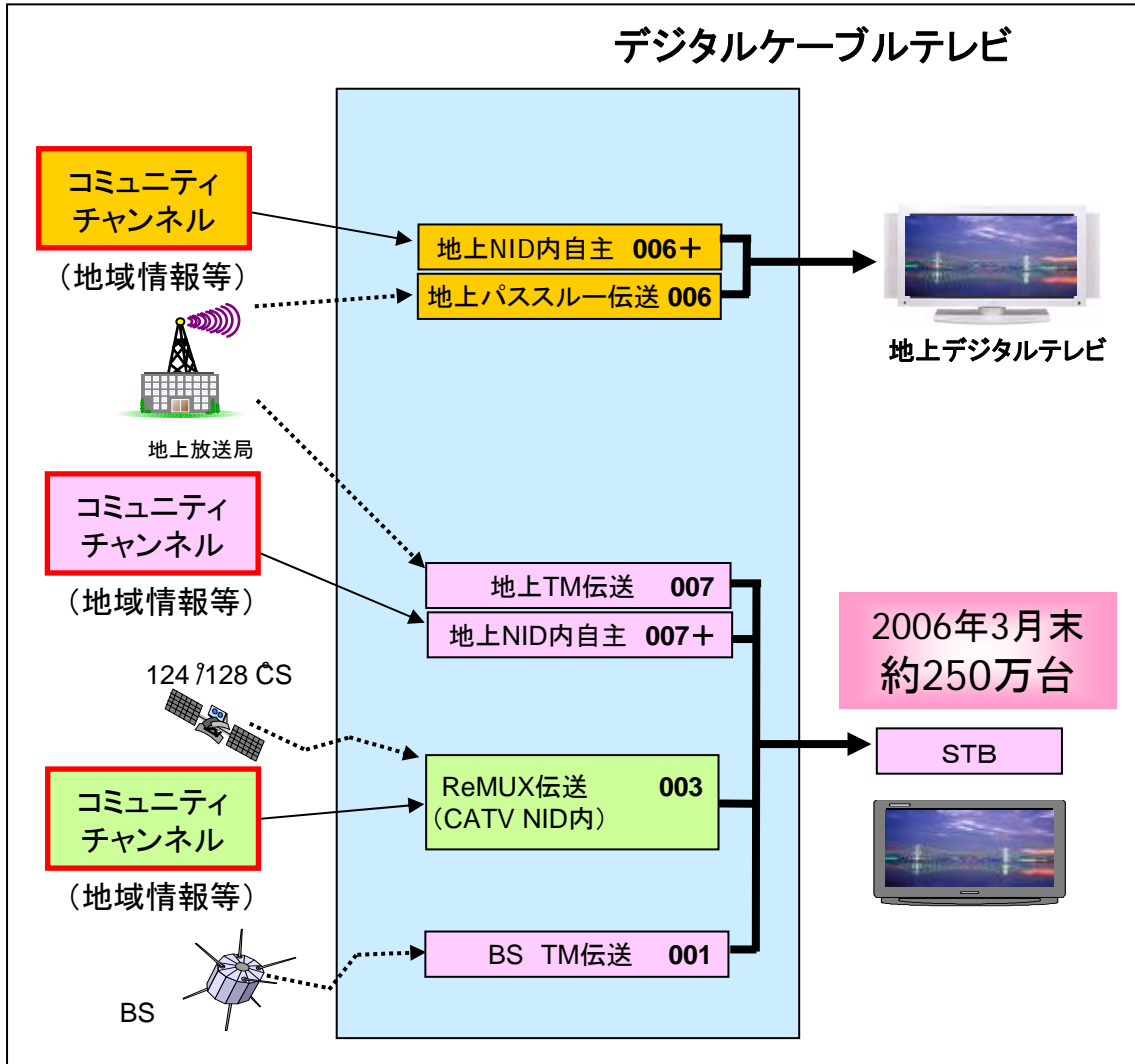 デジタルケーブルテレビ
コミュニティ
チャンネル
（地域情報等）
地上NID内自主 006＋
地上パススルー伝送 006
地上デジタルテレビ
地上放送局
コミュニティ
チャンネル
（地域情報等）
地上TM伝送 007
地上NID内自主 007＋
2006年3月末
約250万台
124°/128°CS
STB
ReMUX伝送 003
（CATV NID内）
コミュニティ
チャンネル
（地域情報等）
BS TM伝送 001
BS